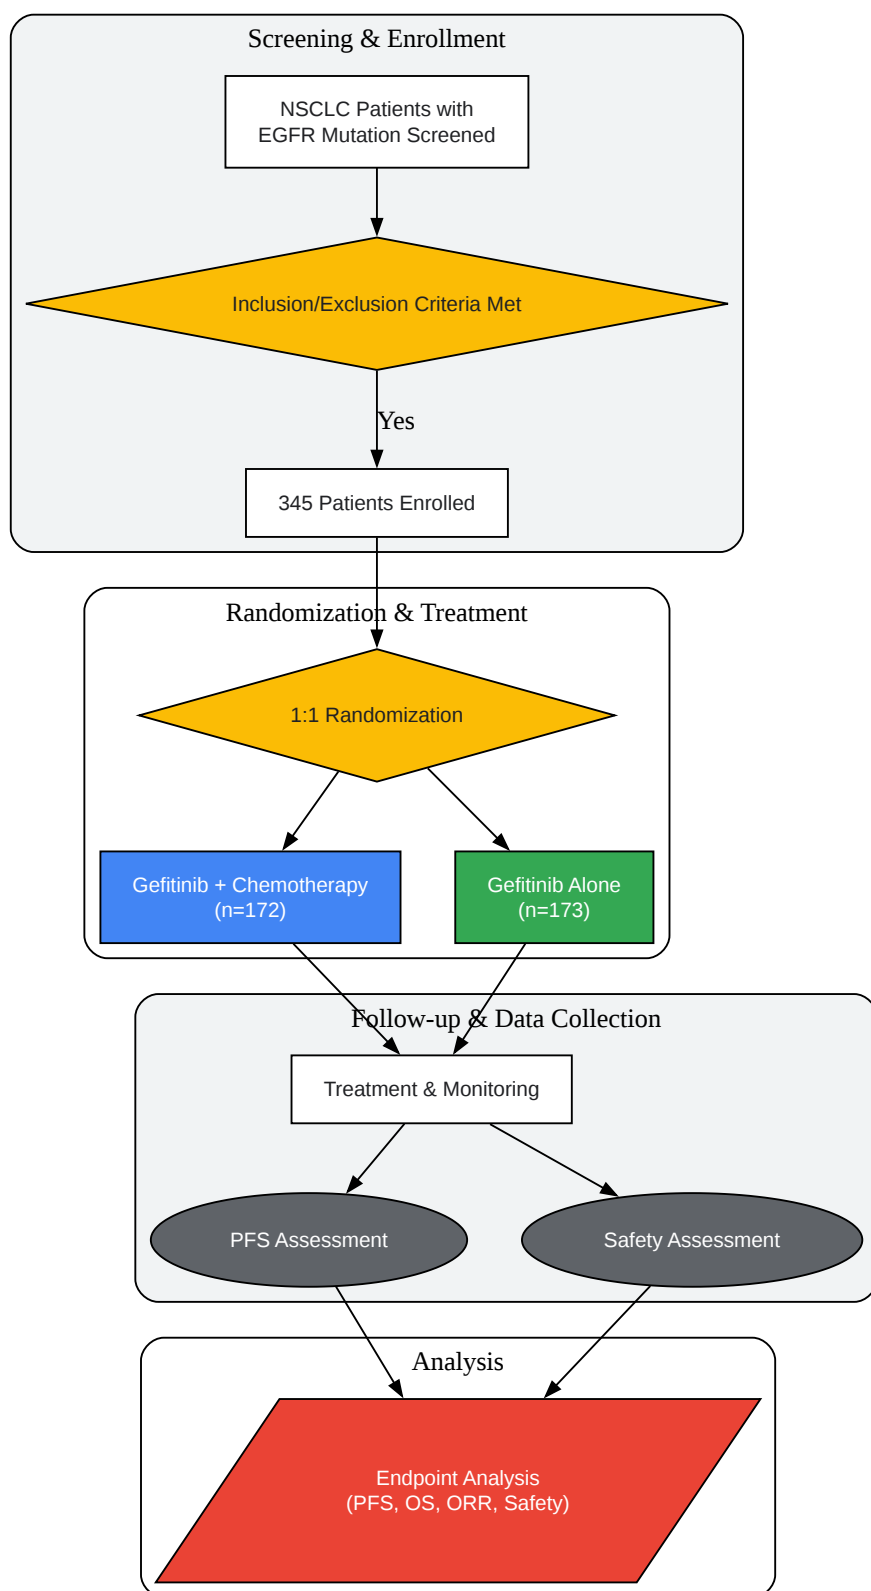 Screening & Enrollment
NSCLC Patients with
EGFR Mutation Screened
Inclusion/Exclusion Criteria Met
Yes
345 Patients Enrolled
Randomization & Treatment
1:1 Randomization
Gefitinib + Chemotherapy
(n=172)
Gefitinib Alone
(n=173)
Follow-up & Data Collection
Treatment & Monitoring
PFS Assessment
Safety Assessment
Analysis
Endpoint Analysis
(PFS, OS, ORR, Safety)